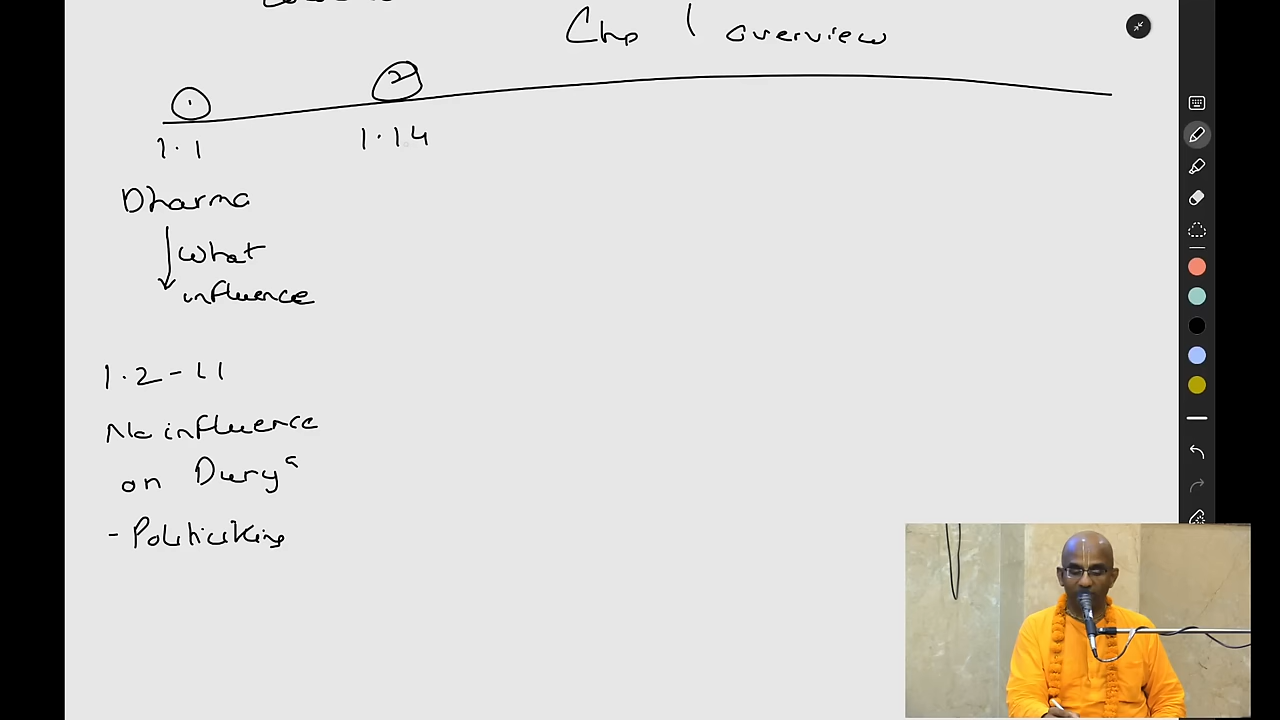 Chp 1 overview
1 2
1.1 1.14
Dharma
what
influence
1.2 - 11
No influence
on Dury^a
- Politicking